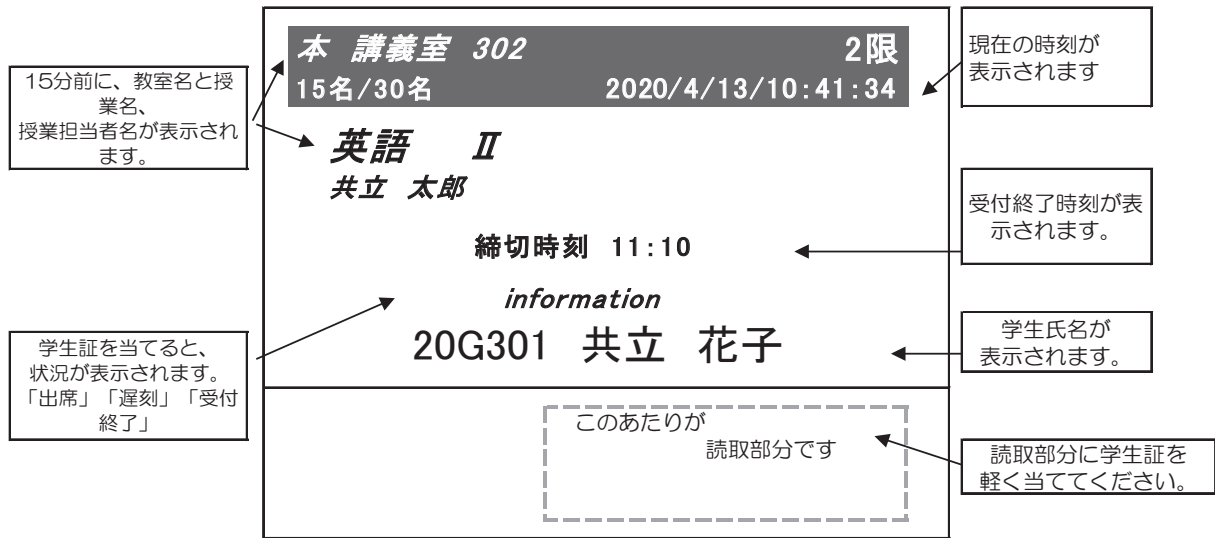 本 講義室 302 2限
15名/30名 2020/4/13/10:41:34
英語 Ⅱ
共立 太郎
締切時刻 11:10
information
20G301 共立 花子
このあたりが
読取部分です
15分前に、教室名と授
業名、
授業担当者名が表示され
ます。
学生証を当てると、
状況が表示されます。
「出席」「遅刻」「受付
終了」
現在の時刻が
表示されます
受付終了時刻が表
示されます。
学生氏名が
表示されます。
読取部分に学生証を
軽く当ててください。